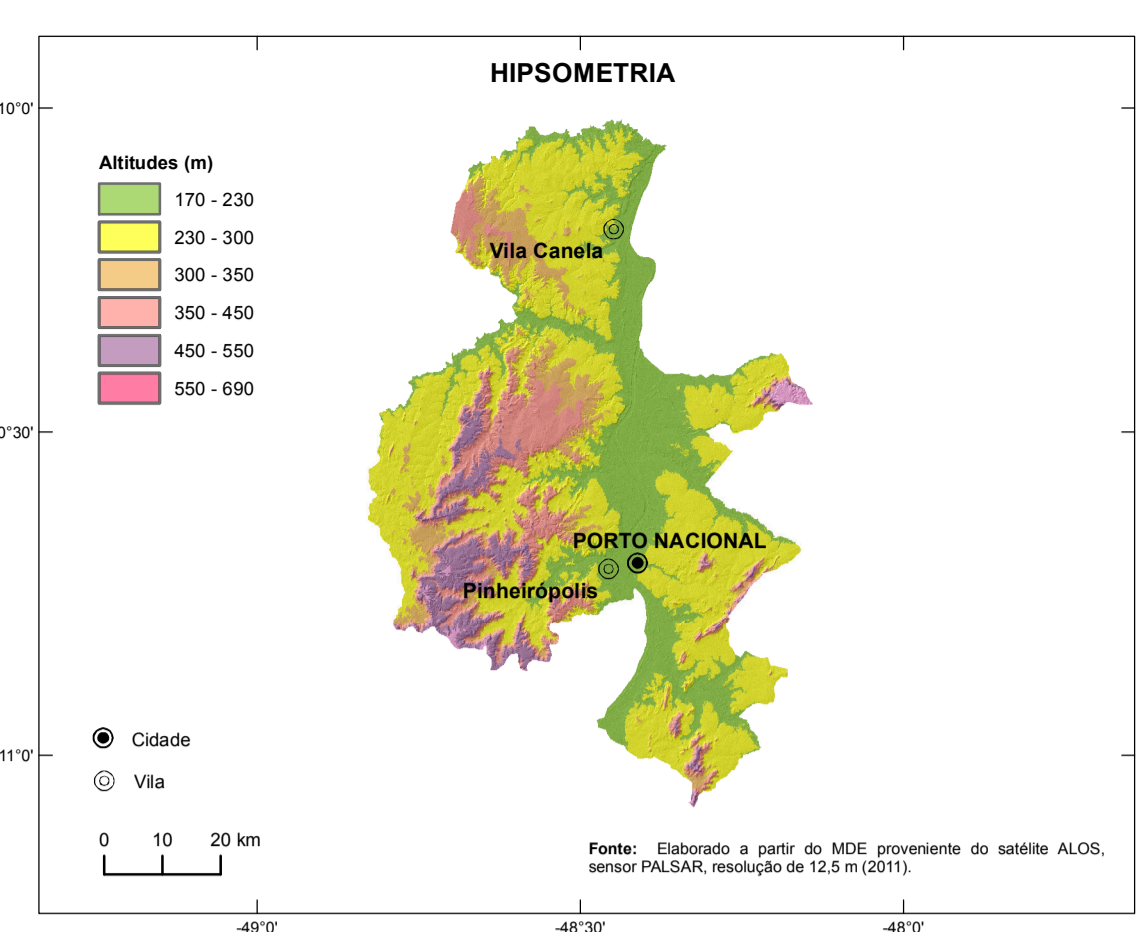 HIPSOMETRIA
10°0'
Altitudes (m)
170 - 230
230 - 300
300 - 350
350 - 450
450 - 550
550 - 690
Vila Canela
0°30'
PORTO NACIONAL
Pinheirópolis
Cidade
11°0'
Vila
0 10 20 km
Fonte: Elaborado a partir do MDE proveniente do satélite ALOS,
sensor PALSAR, resolução de 12,5 m (2011).
-49°0' -48°30' -48°0'